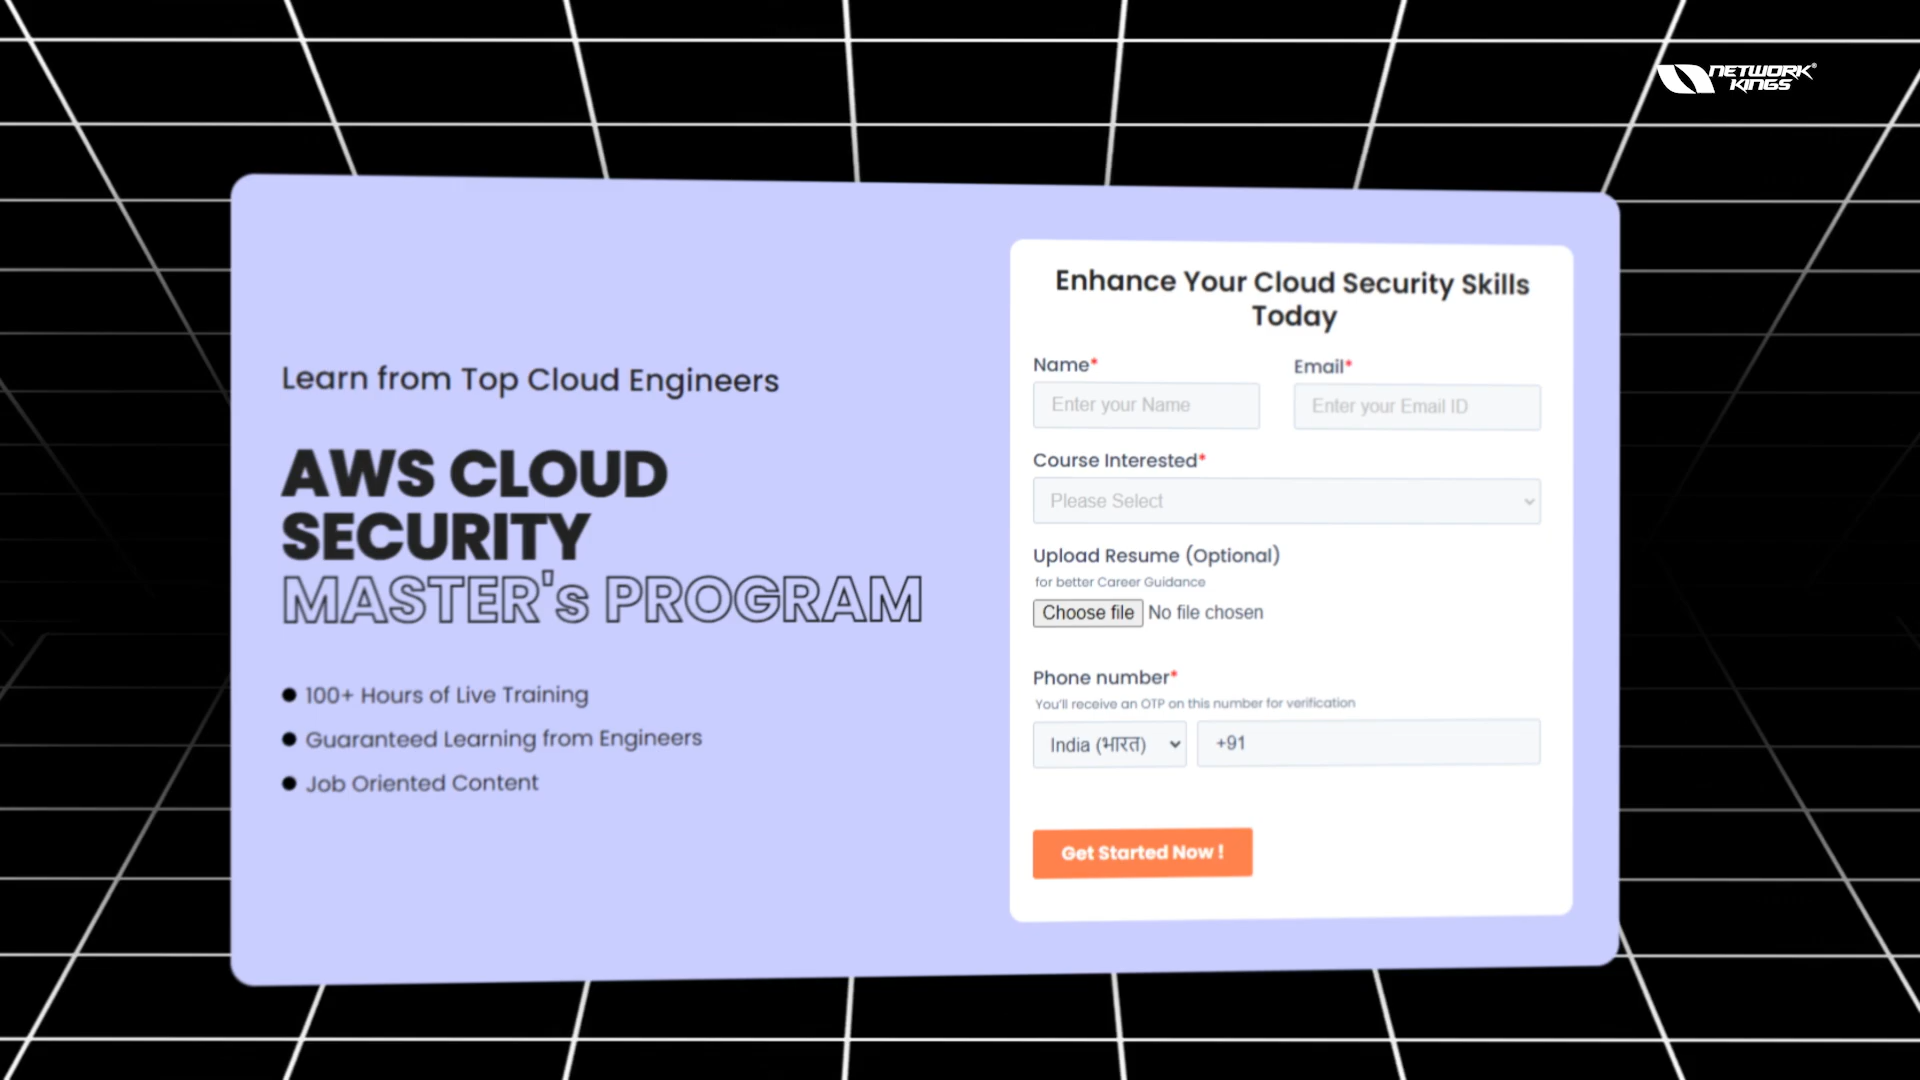 NETWORK
KINGS®
Learn from Top Cloud Engineers
AWS CLOUD
SECURITY
MASTER's PROGRAM
● 100+ Hours of Live Training
● Guaranteed Learning from Engineers
● Job Oriented Content
Enhance Your Cloud Security Skills
Today
Name* Email*
Enter your Name Enter your Email ID
Course Interested*
Please Select
Upload Resume (Optional)
for better Career Guidance
Choose file No file chosen
Phone number*
You'll receive an OTP on this number for verification
India (भारत) +91
Get Started Now !